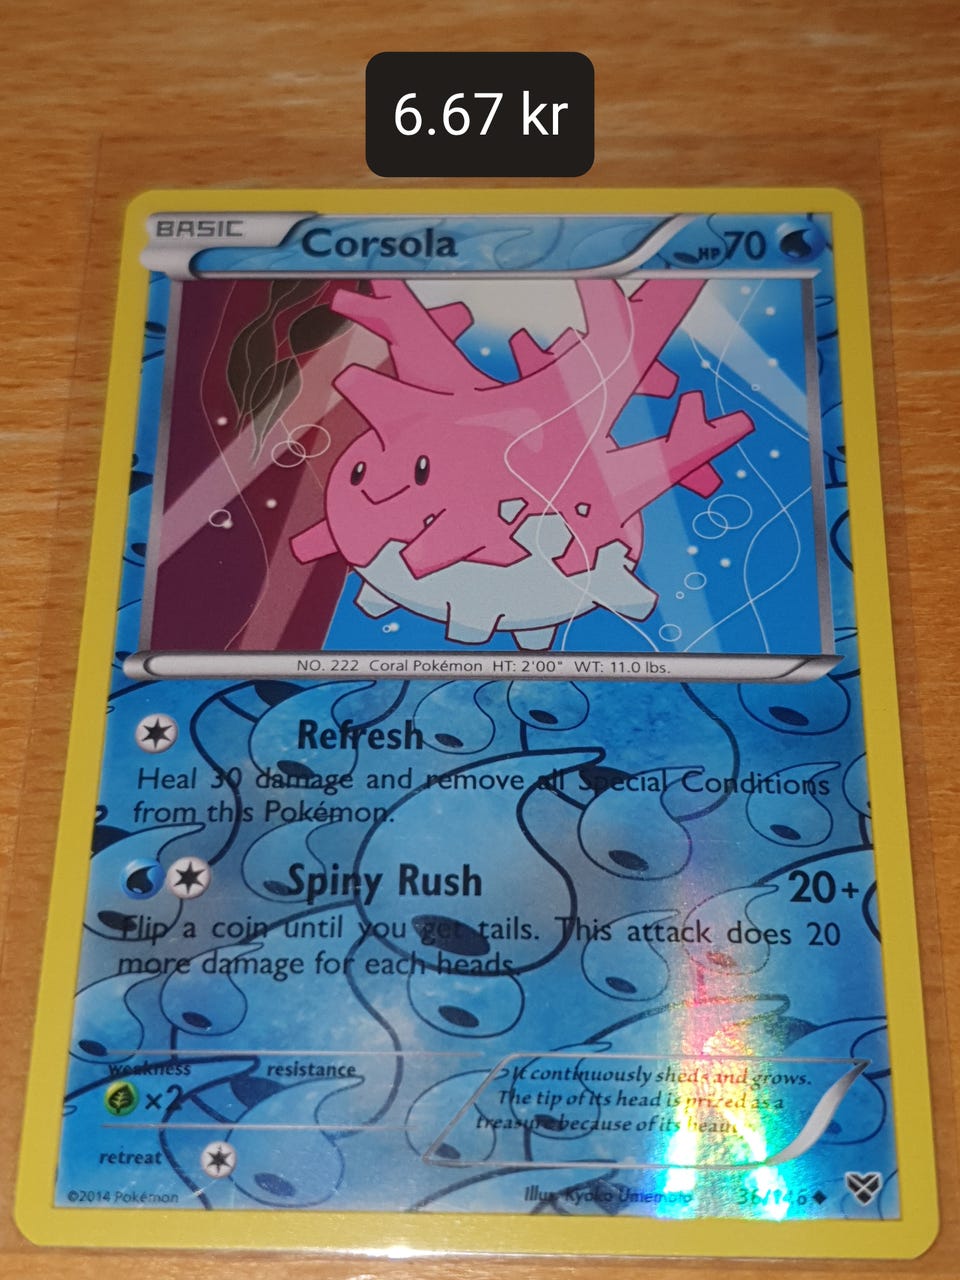 6.67 kr
BASIC Corsola HP 70
NO. 222 Coral Pokémon HT: 2'00" WT: 11.0 lbs.
Refresh
Heal 30 damage and remove all Special Conditions
from this Pokémon.
Spiny Rush 20+
Flip a coin until you get tails. This attack does 20
more damage for each heads.
weakness resistance
×2
It continuously sheds and grows.
The tip of its head is prized as a
treasure because of its beauty.
retreat
©2014 Pokémon Illus. Kyoko Umemoto 36/146